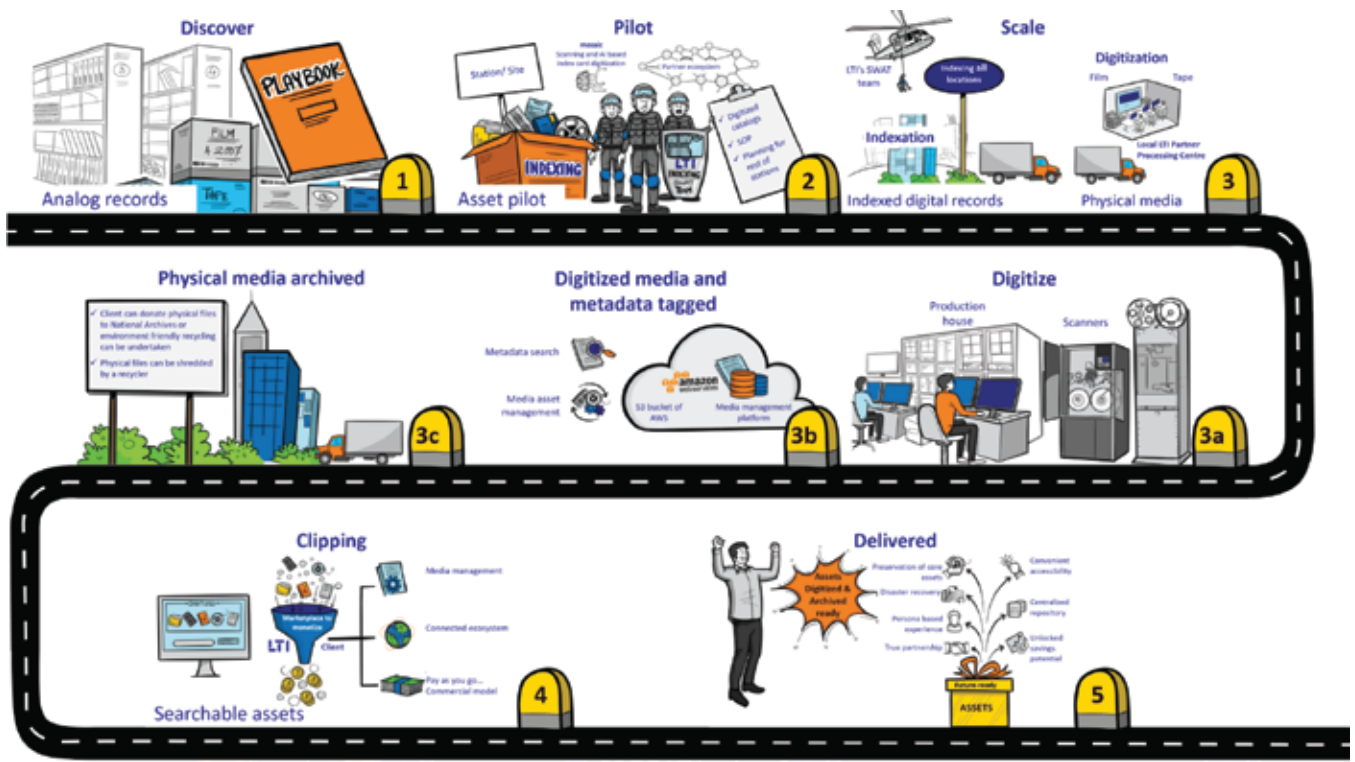 Discover
PLAYBOOK
FILM
TAPE
1
Analog records
Pilot
Station/ Site
Mosaic
Scanning and AI based
index card digitization
Partner ecosystem
INDEXING
LTI
INDEXING
Digitized
catalogs
SOP
Planning for
rest of
stations
2
Asset pilot
Scale
LTI's SWAT
team
Indexing all
locations
Indexation
Digitization
Film
Tape
Local LTI Partner
Processing Centre
3
Indexed digital records
Physical media
Physical media archived
Client can donate physical files
to National Archives or
environment friendly recycling
can be undertaken
Physical files can be shredded
by a recycler
3c
Digitized media and
metadata tagged
Metadata search
Media asset
management
amazon
webservices
S3 bucket of
AWS
Media management
platform
3b
Digitize
Production
house
Scanners
3a
Clipping
Marketplace to
monetize
LTI
Client
Media management
Connected ecosystem
Pay as you go...
Commercial model
Searchable assets
4
Delivered
Assets
Digitized &
Archived
ready
Preservation of core
assets
Disaster recovery
Persona based
experience
True partnership
Convenient
accessibility
Centralized
repository
Unlocked
savings
potential
Future ready
ASSETS
5